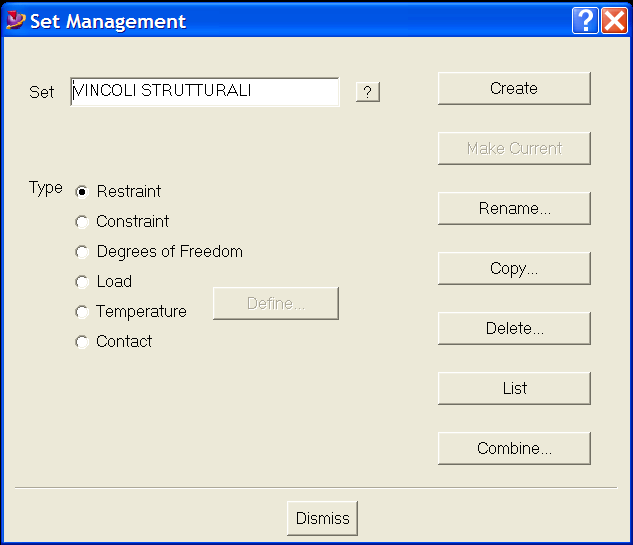 Set Management
Set VINCOLI STRUTTURALI ? Create
Make Current
Type Restraint Rename...
Constraint
Degrees of Freedom Copy...
Load
Define...
Temperature Delete...
Contact
List
Combine...
Dismiss